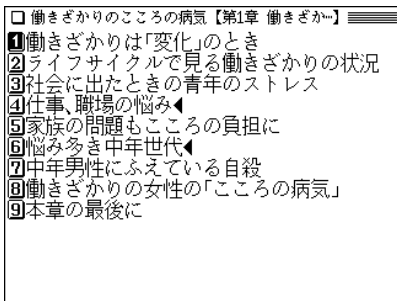 働きざかりのこころの病気【第1章 働きざか…】
1働きざかりは「変化」のとき
2ライフサイクルで見る働きざかりの状況
3社会に出たときの青年のストレス
4仕事、職場の悩み◀
5家族の問題もこころの負担に
6悩み多き中年世代◀
7中年男性にふえている自殺
8働きざかりの女性の「こころの病気」
9本章の最後に